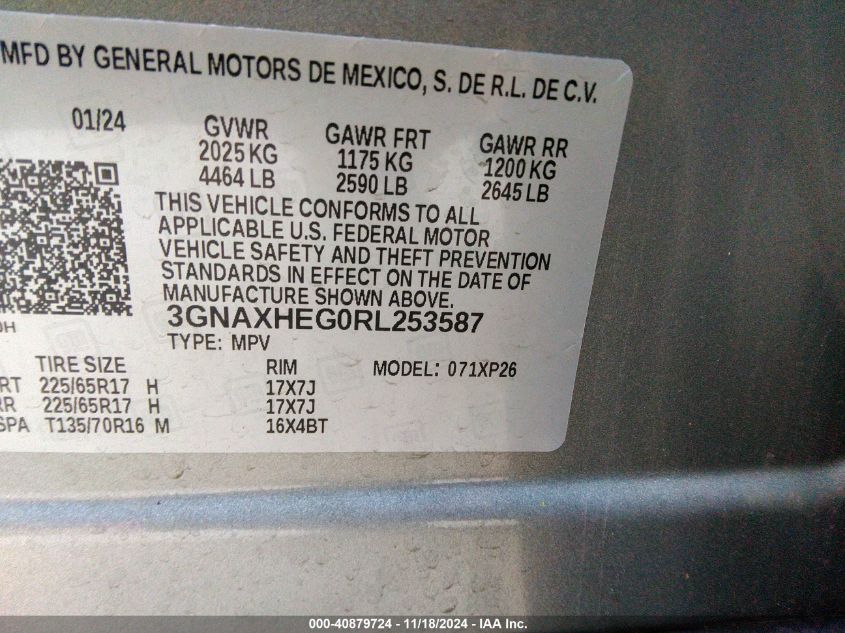 MFD BY GENERAL MOTORS DE MEXICO, S. DE R.L. DE C.V.
01/24 GVWR GAWR FRT GAWR RR
2025 KG 1175 KG 1200 KG
4464 LB 2590 LB 2645 LB
THIS VEHICLE CONFORMS TO ALL
APPLICABLE U.S. FEDERAL MOTOR
VEHICLE SAFETY AND THEFT PREVENTION
STANDARDS IN EFFECT ON THE DATE OF
MANUFACTURE SHOWN ABOVE.
3GNAXHEG0RL253587
TYPE: MPV
TIRE SIZE RIM MODEL: 071XP26
RT 225/65R17 H 17X7J
RR 225/65R17 H 17X7J
SPA T135/70R16 M 16X4BT
000-40879724 - 11/18/2024 - IAA Inc.